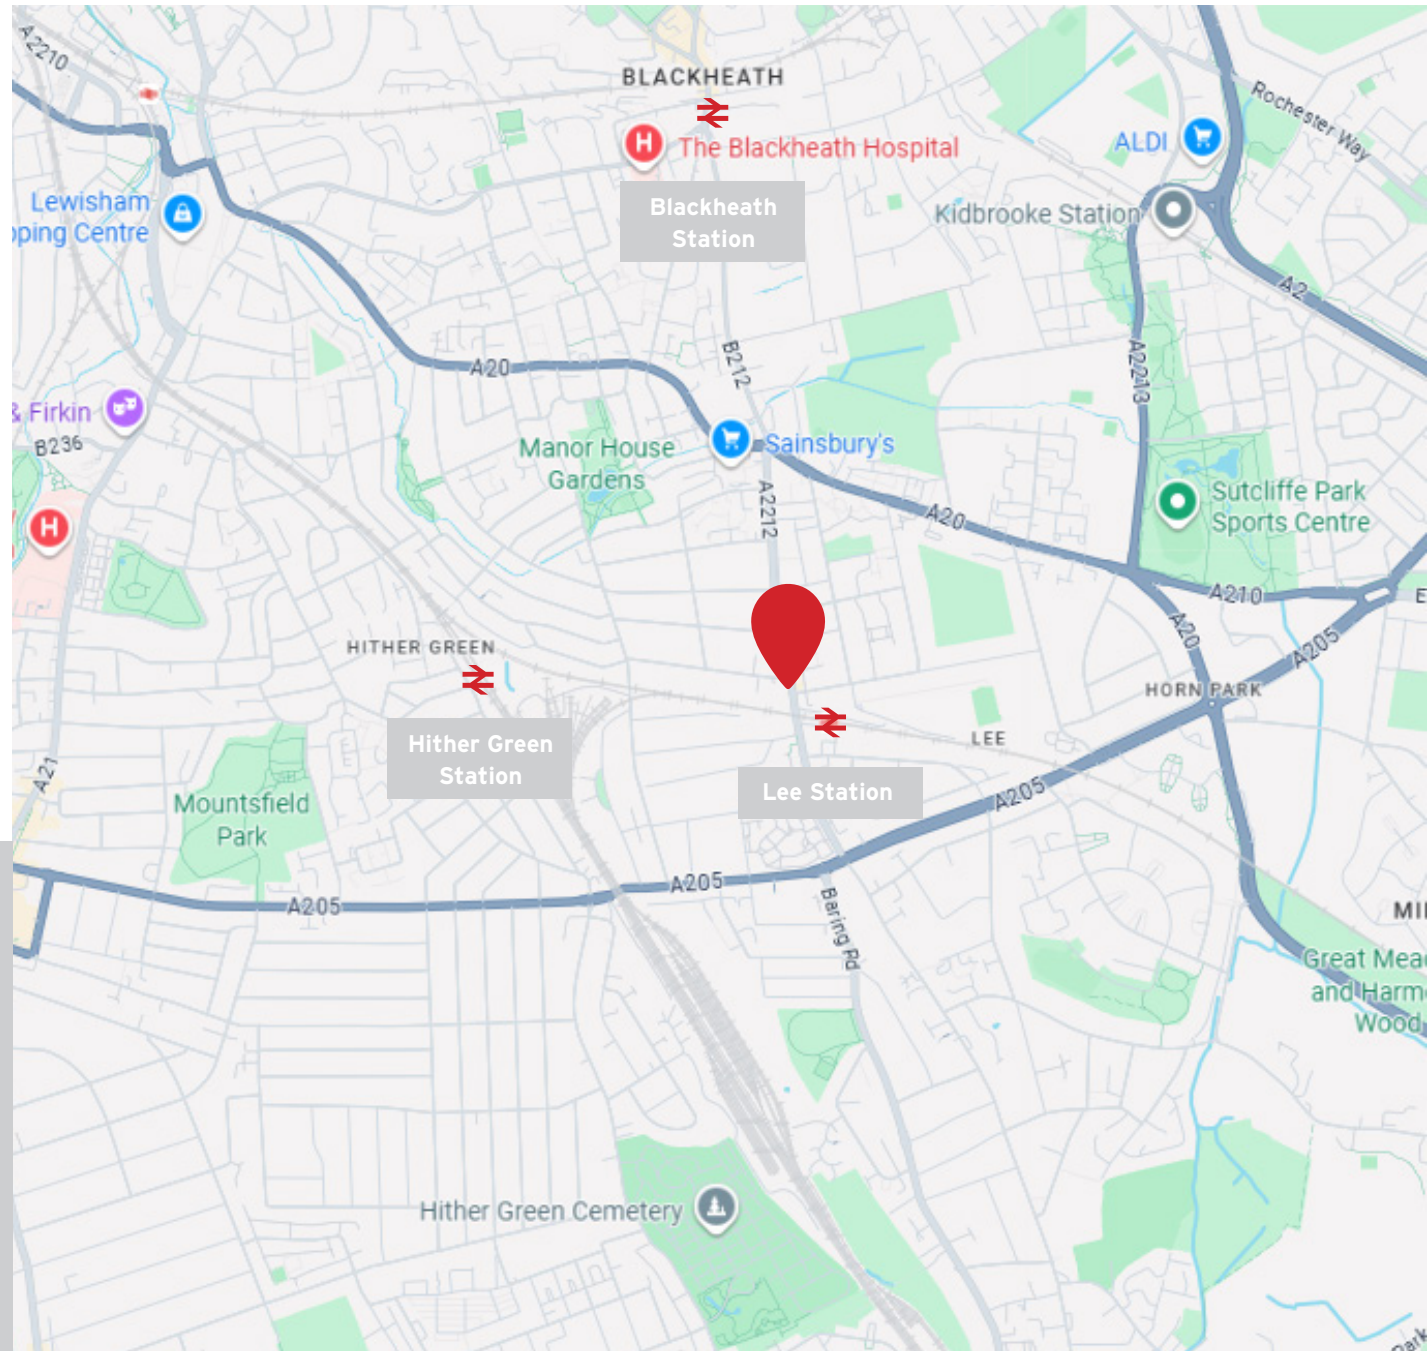 A2210
BLACKHEATH
The Blackheath Hospital
Rochester Way
ALDI
Lewisham
pping Centre
Blackheath
Station
Kidbrooke Station
A2
B212
A20
A2213
& Firkin
B236
Manor House
Gardens
Sainsbury's
A2212
A20
Sutcliffe Park
Sports Centre
H
A210
E
A20
HITHER GREEN
A205
HORN PARK
Hither Green
Station
LEE
A21
Lee Station
A205
Mountsfield
Park
A205
A205
Baring Rd
MI
Great Mea
and Harm
Wood
Hither Green Cemetery
Park